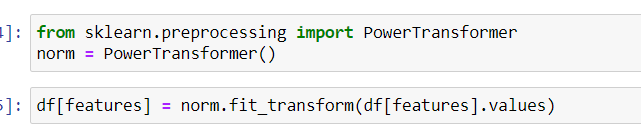 4]: from sklearn.preprocessing import PowerTransformer
norm = PowerTransformer()
5]: df[features] = norm.fit_transform(df[features].values)